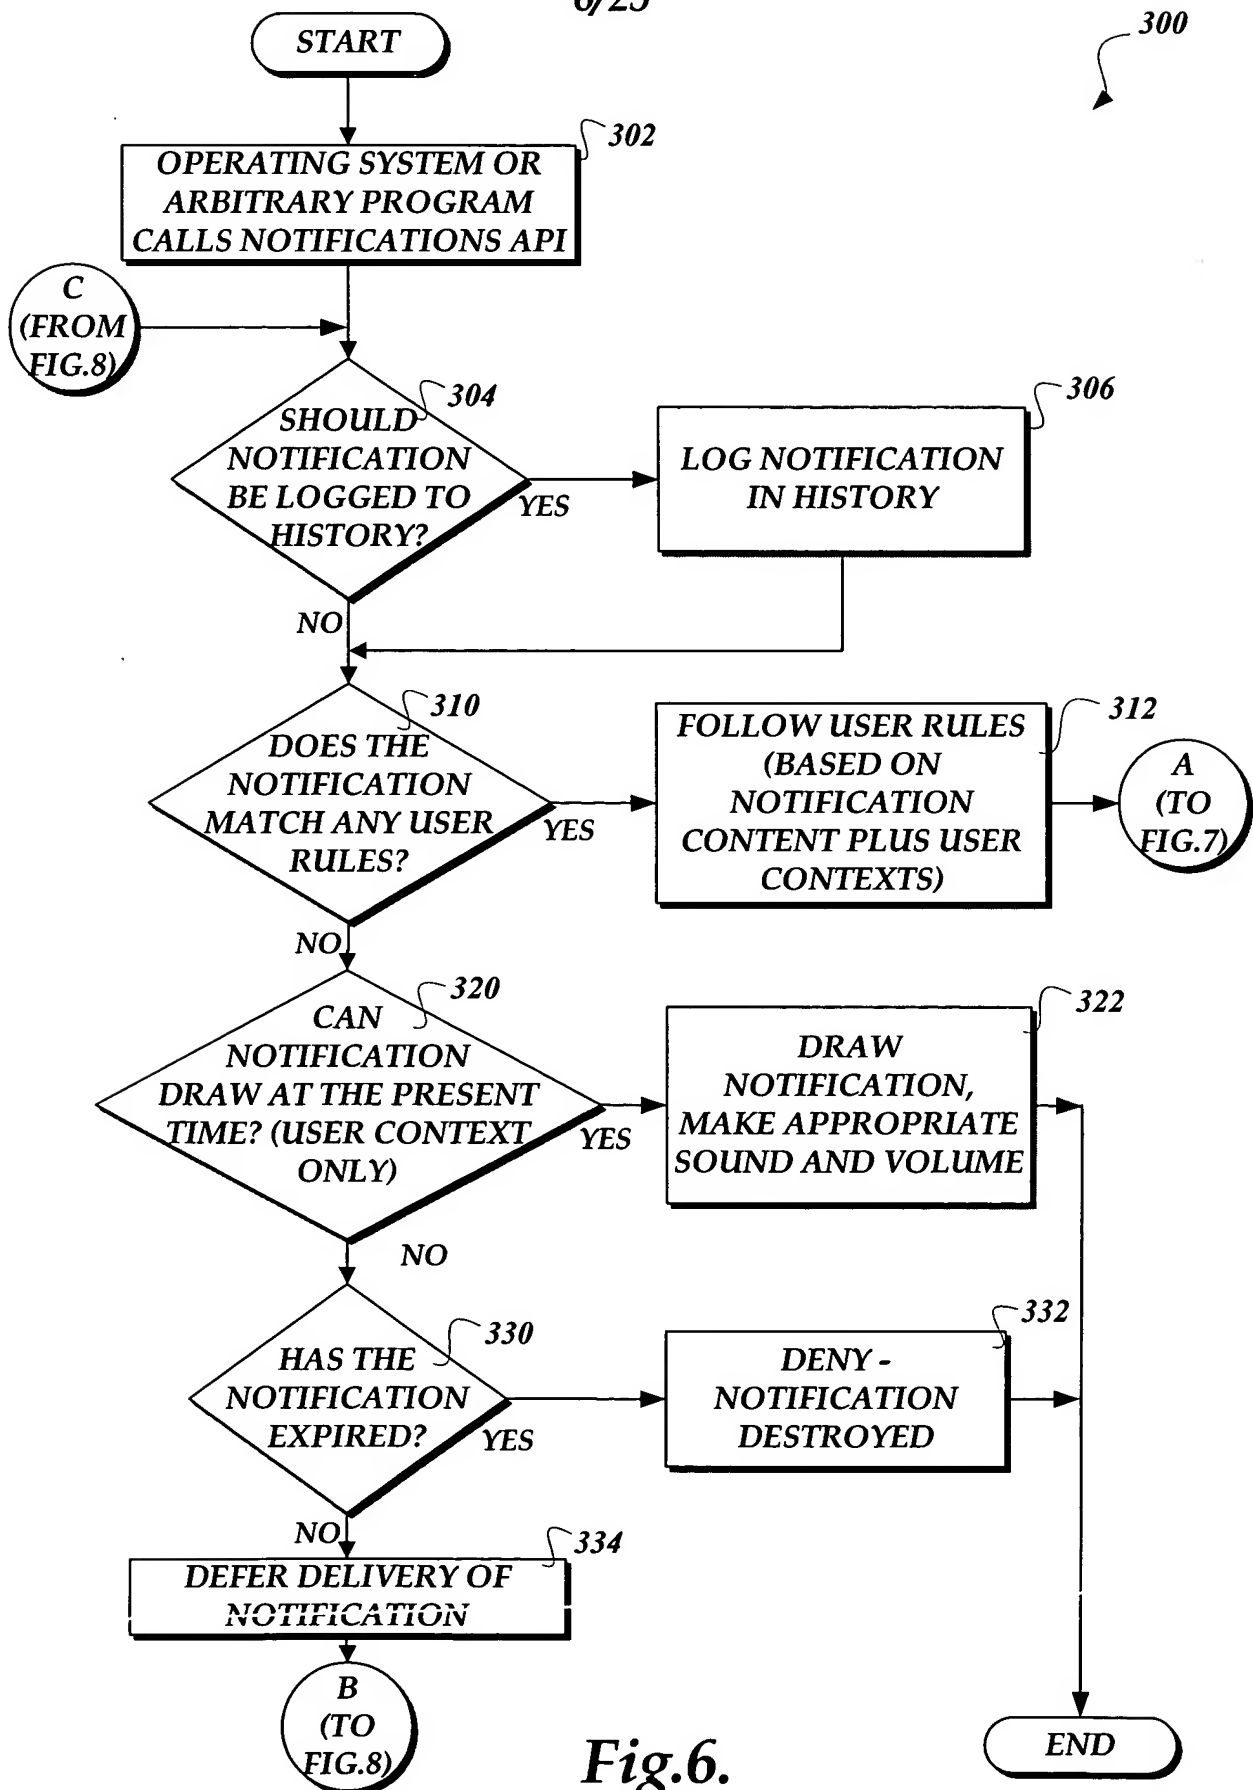 6/25
START
300
302
OPERATING SYSTEM OR
ARBITRARY PROGRAM
CALLS NOTIFICATIONS API
C
(FROM
FIG.8)
304
SHOULD
NOTIFICATION
BE LOGGED TO
HISTORY?
YES
306
LOG NOTIFICATION
IN HISTORY
NO
310
DOES THE
NOTIFICATION
MATCH ANY USER
RULES?
YES
312
FOLLOW USER RULES
(BASED ON
NOTIFICATION
CONTENT PLUS USER
CONTEXTS)
A
(TO
FIG.7)
NO
320
CAN
NOTIFICATION
DRAW AT THE PRESENT
TIME? (USER CONTEXT
ONLY)
YES
322
DRAW
NOTIFICATION,
MAKE APPROPRIATE
SOUND AND VOLUME
NO
330
HAS THE
NOTIFICATION
EXPIRED?
YES
332
DENY -
NOTIFICATION
DESTROYED
NO
334
DEFER DELIVERY OF
NOTIFICATION
B
(TO
FIG.8)
END
Fig.6.